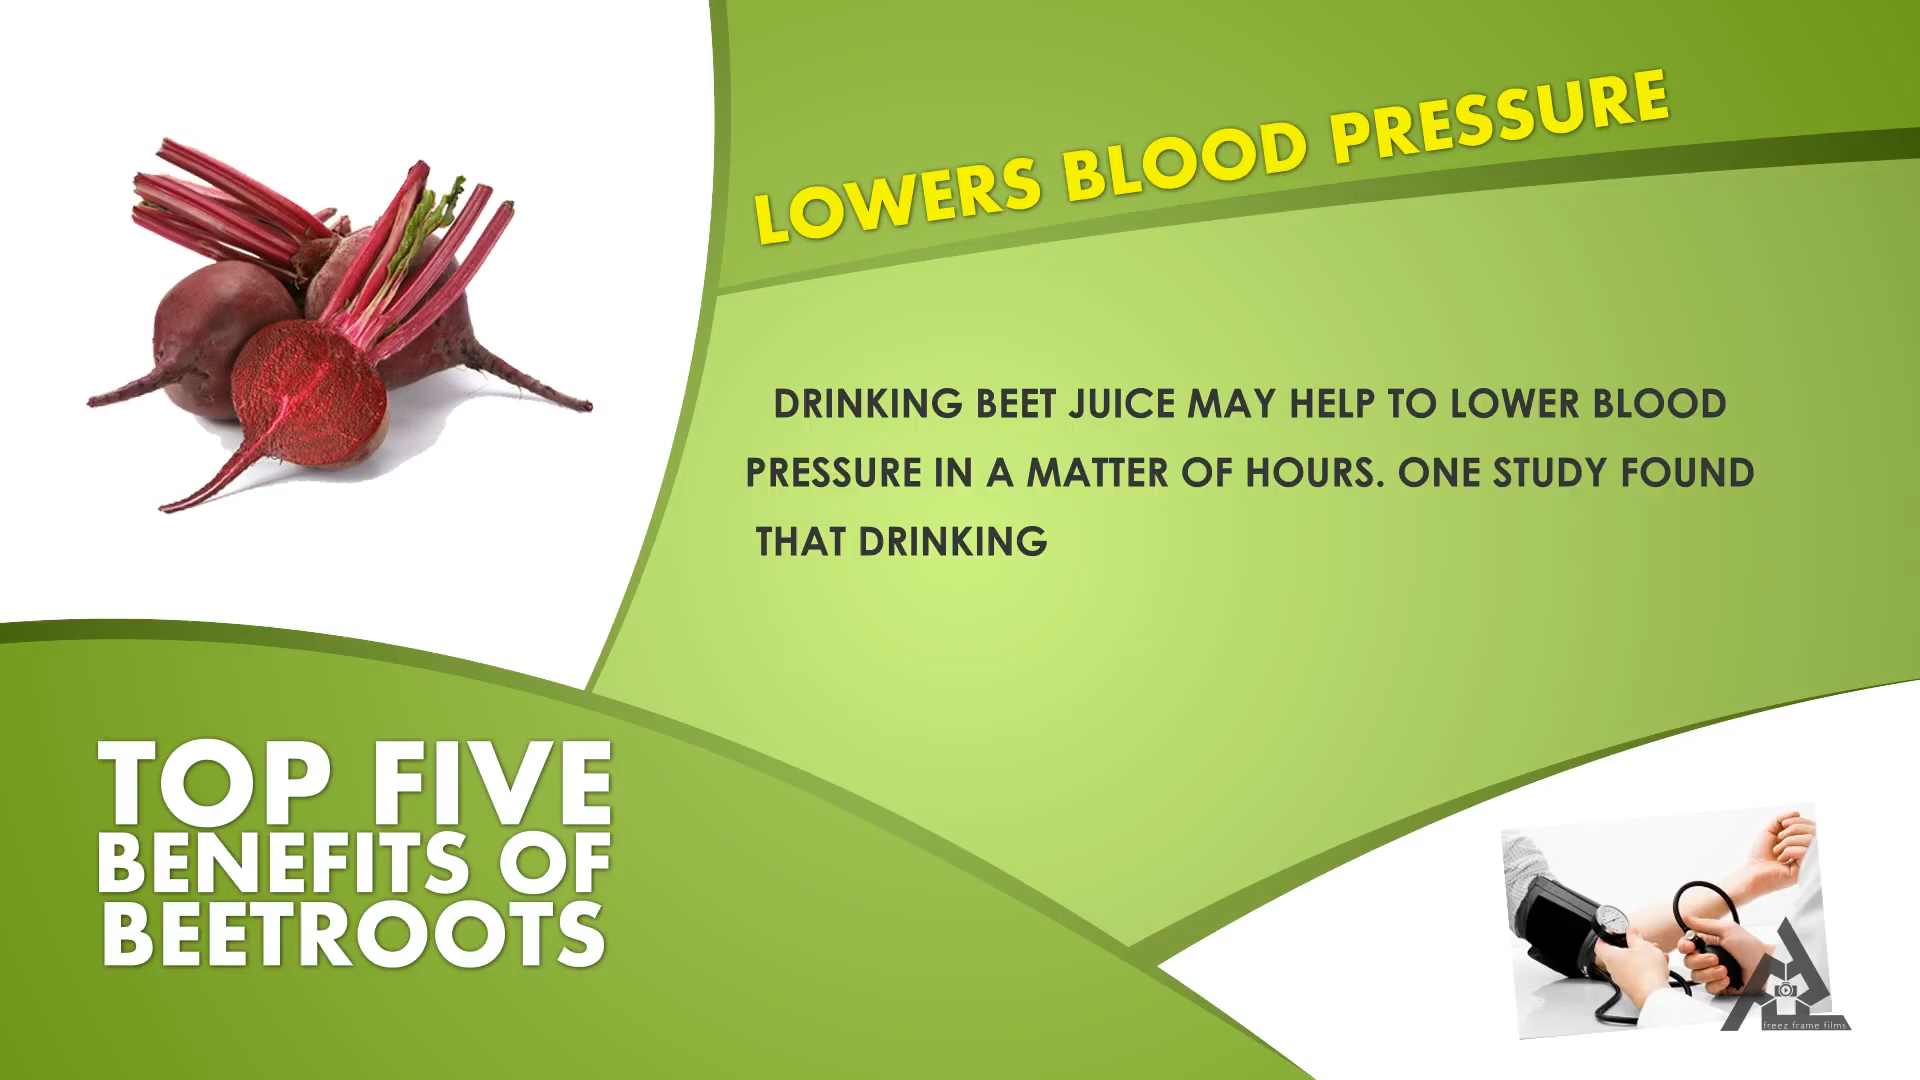 LOWERS BLOOD PRESSURE
DRINKING BEET JUICE MAY HELP TO LOWER BLOOD
PRESSURE IN A MATTER OF HOURS. ONE STUDY FOUND
THAT DRINKING
TOP FIVE
BENEFITS OF
BEETROOTS
freez frame films